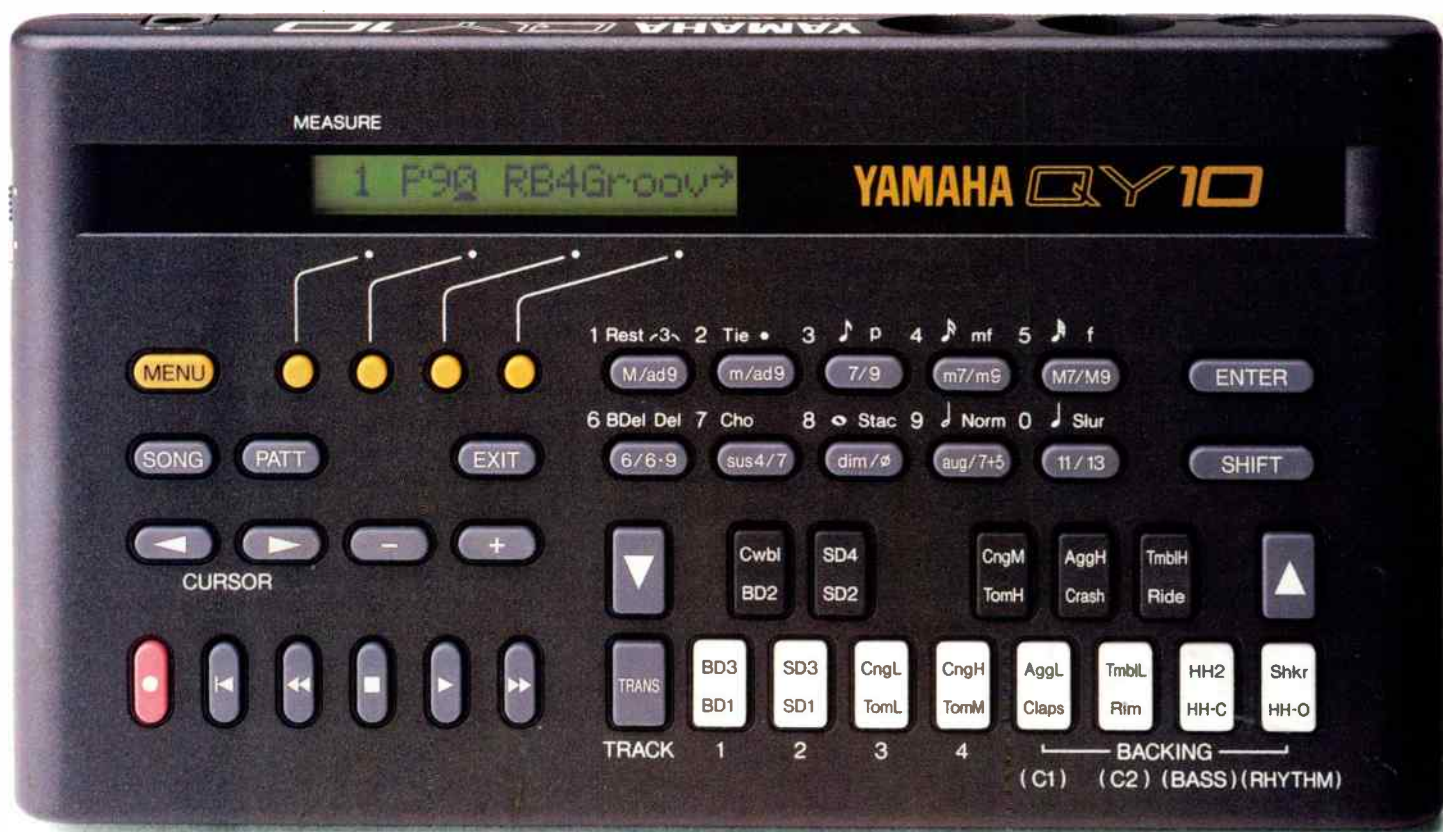 YAMAHA QY10
MEASURE
1 P90 RB4Groov→
YAMAHA QY10
1 Rest ⌐3¬ 2 Tie • 3 ♪ p 4 𝅘𝅥𝅯 mf 5 𝅘𝅥𝅰 f
MENU M/ad9 m/ad9 7/9 m7/m9 M7/M9 ENTER
6 BDel Del 7 Cho 8 𝅝 Stac 9 𝅗𝅥 Norm 0 ♩ Slur
SONG PATT EXIT 6/6·9 sus4/7 dim/ø aug/7+5 11/13 SHIFT
◀ ▶ − + ▼ Cwbl SD4 CngM AggH TmblH ▲
CURSOR BD2 SD2 TomH Crash Ride
TRANS BD3 SD3 CngL CngH AggL TmblL HH2 Shkr
BD1 SD1 TomL TomM Claps Rim HH-C HH-O
TRACK 1 2 3 4 BACKING
(C1) (C2) (BASS) (RHYTHM)